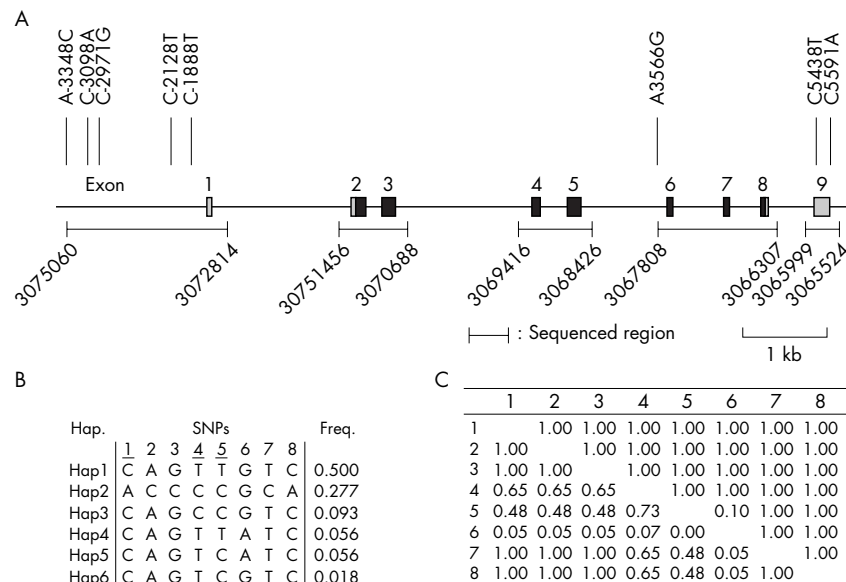 A
A-3348C
C-3098A
C-2971G
C-2128T
C-1888T
A3566G
C5438T
C5591A
Exon
1 2 3 4 5 6 7 8 9
3075060
3072814
30751456
3070688
3069416
3068426
3067808
3066307
3065999
3065524
: Sequenced region
1 kb
B
Hap. SNPs Freq.
1 2 3 4 5 6 7 8
Hap1 C A G T T G T C 0.500
Hap2 A C C C C G C A 0.277
Hap3 C A G C C G T C 0.093
Hap4 C A G T T A T C 0.056
Hap5 C A G T C A T C 0.056
Hap6 C A G T C G T C 0.018
C
1 2 3 4 5 6 7 8
1 1.00 1.00 1.00 1.00 1.00 1.00 1.00
2 1.00 1.00 1.00 1.00 1.00 1.00 1.00
3 1.00 1.00 1.00 1.00 1.00 1.00 1.00
4 0.65 0.65 0.65 1.00 1.00 1.00 1.00
5 0.48 0.48 0.48 0.73 0.10 1.00 1.00
6 0.05 0.05 0.05 0.07 0.00 1.00 1.00
7 1.00 1.00 1.00 0.65 0.48 0.05 1.00
8 1.00 1.00 1.00 0.65 0.48 0.05 1.00